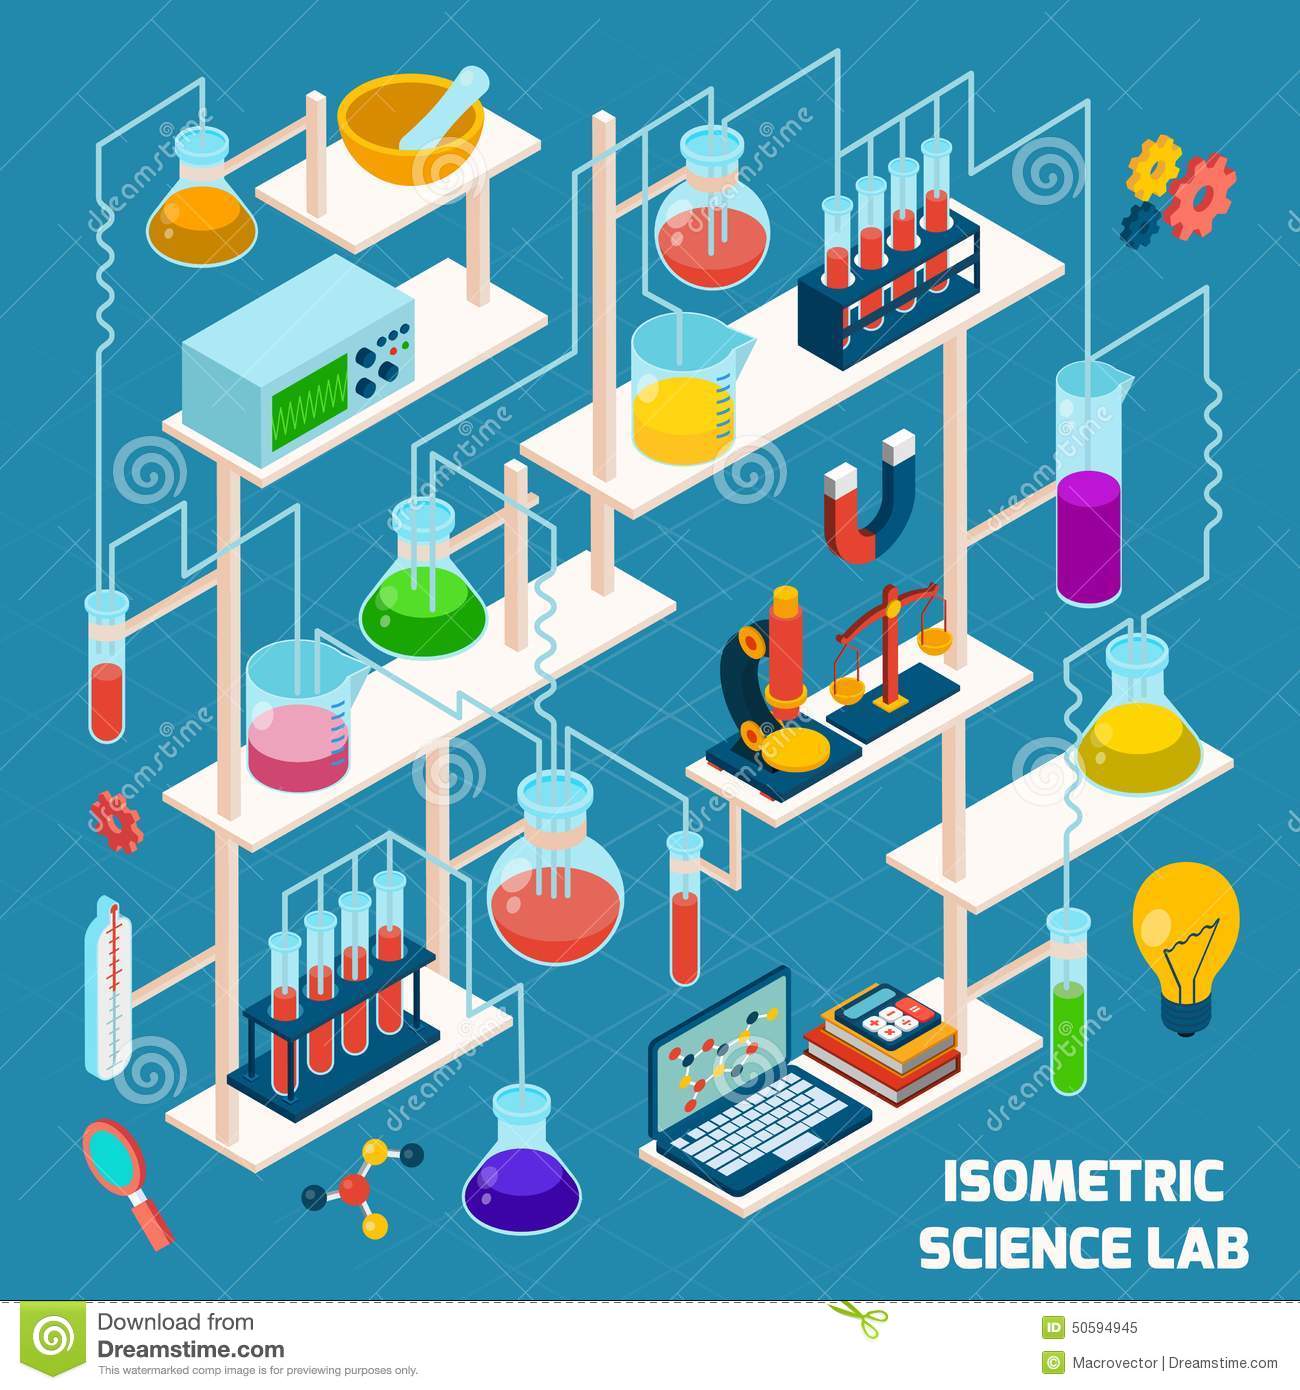 ISOMETRIC
SCIENCE LAB
Download from
Dreamstime.com
This watermarked comp image is for previewing purposes only.
ID 50594945
© Macrovector | Dreamstime.com